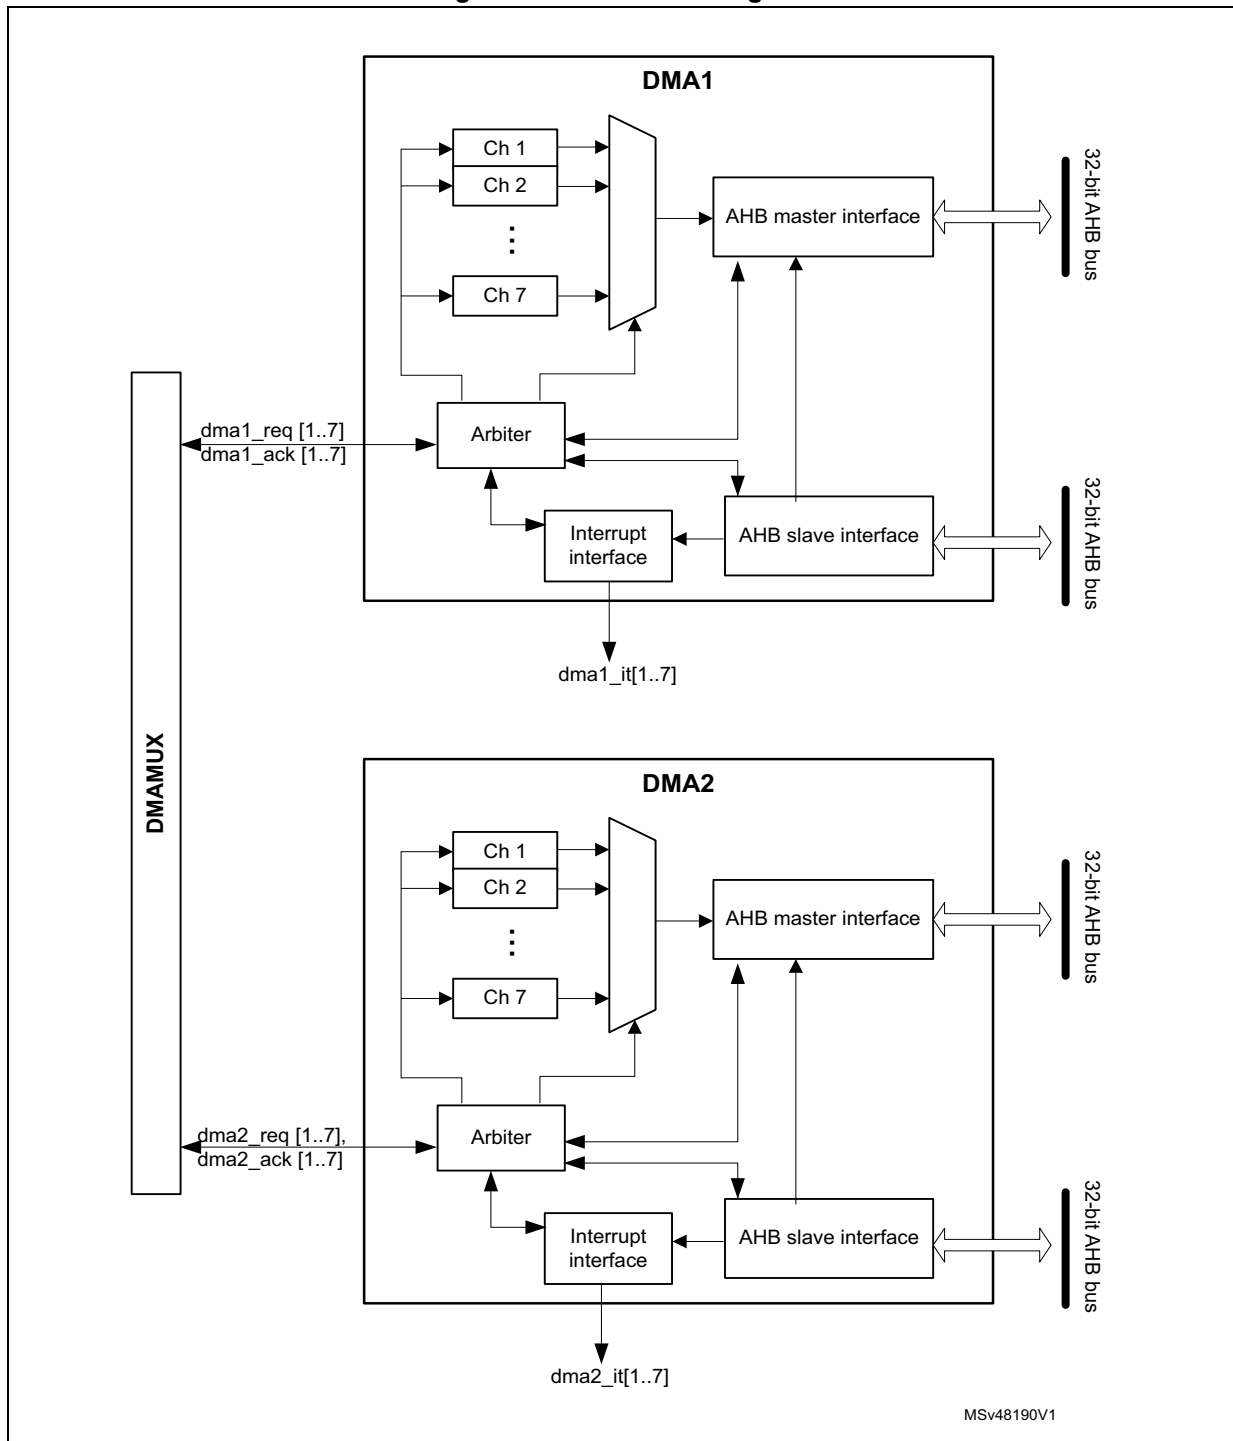 DMA1
Ch 1
Ch 2
⋮
Ch 7
AHB master interface
32-bit AHB bus
dma1_req [1..7]
dma1_ack [1..7]
Arbiter
Interrupt
interface
AHB slave interface
32-bit AHB bus
dma1_it[1..7]
DMAMUX
DMA2
Ch 1
Ch 2
⋮
Ch 7
AHB master interface
32-bit AHB bus
dma2_req [1..7],
dma2_ack [1..7]
Arbiter
Interrupt
interface
AHB slave interface
32-bit AHB bus
dma2_it[1..7]
MSv48190V1